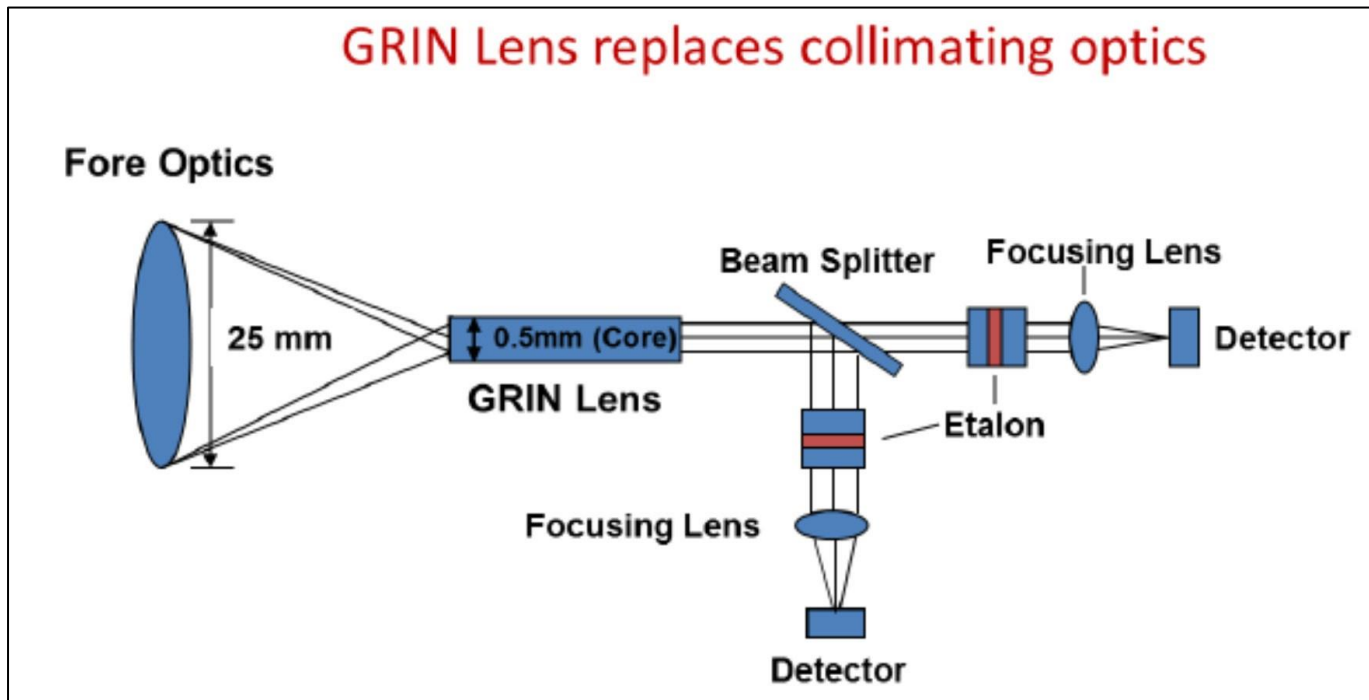 GRIN Lens replaces collimating optics
Fore Optics
25 mm
0.5mm (Core)
GRIN Lens
Beam Splitter
Focusing Lens
Detector
Etalon
Focusing Lens
Detector